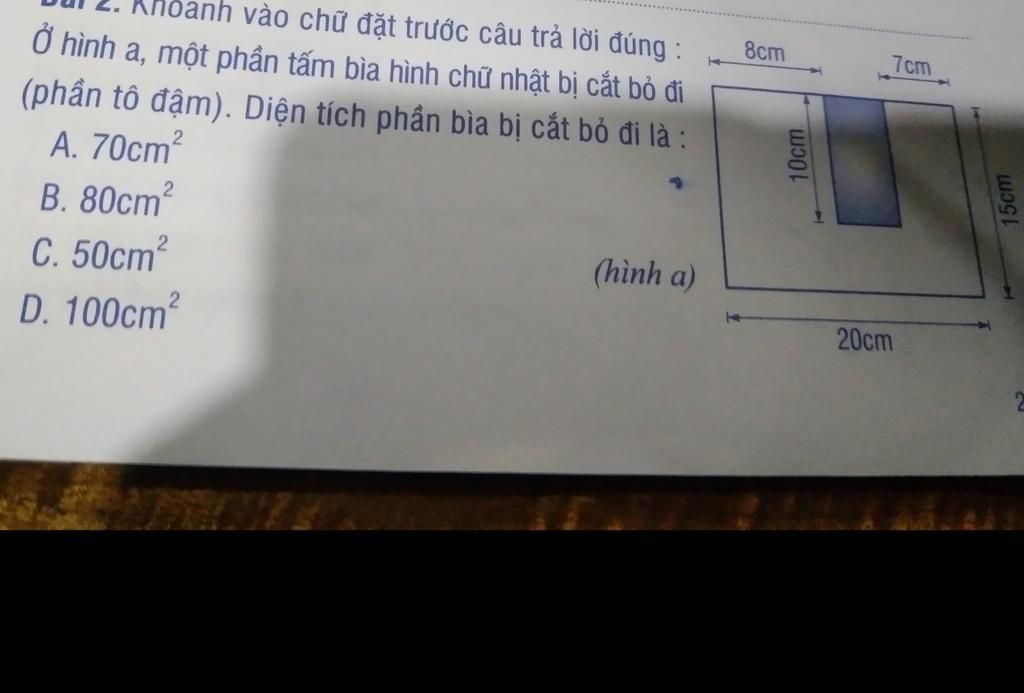 Bài 2. Khoanh vào chữ đặt trước câu trả lời đúng :
Ở hình a, một phần tấm bìa hình chữ nhật bị cắt bỏ đi
(phần tô đậm). Diện tích phần bìa bị cắt bỏ đi là :
A. 70cm²
B. 80cm²
C. 50cm²
D. 100cm²
8cm
7cm
10cm
15cm
(hình a)
20cm